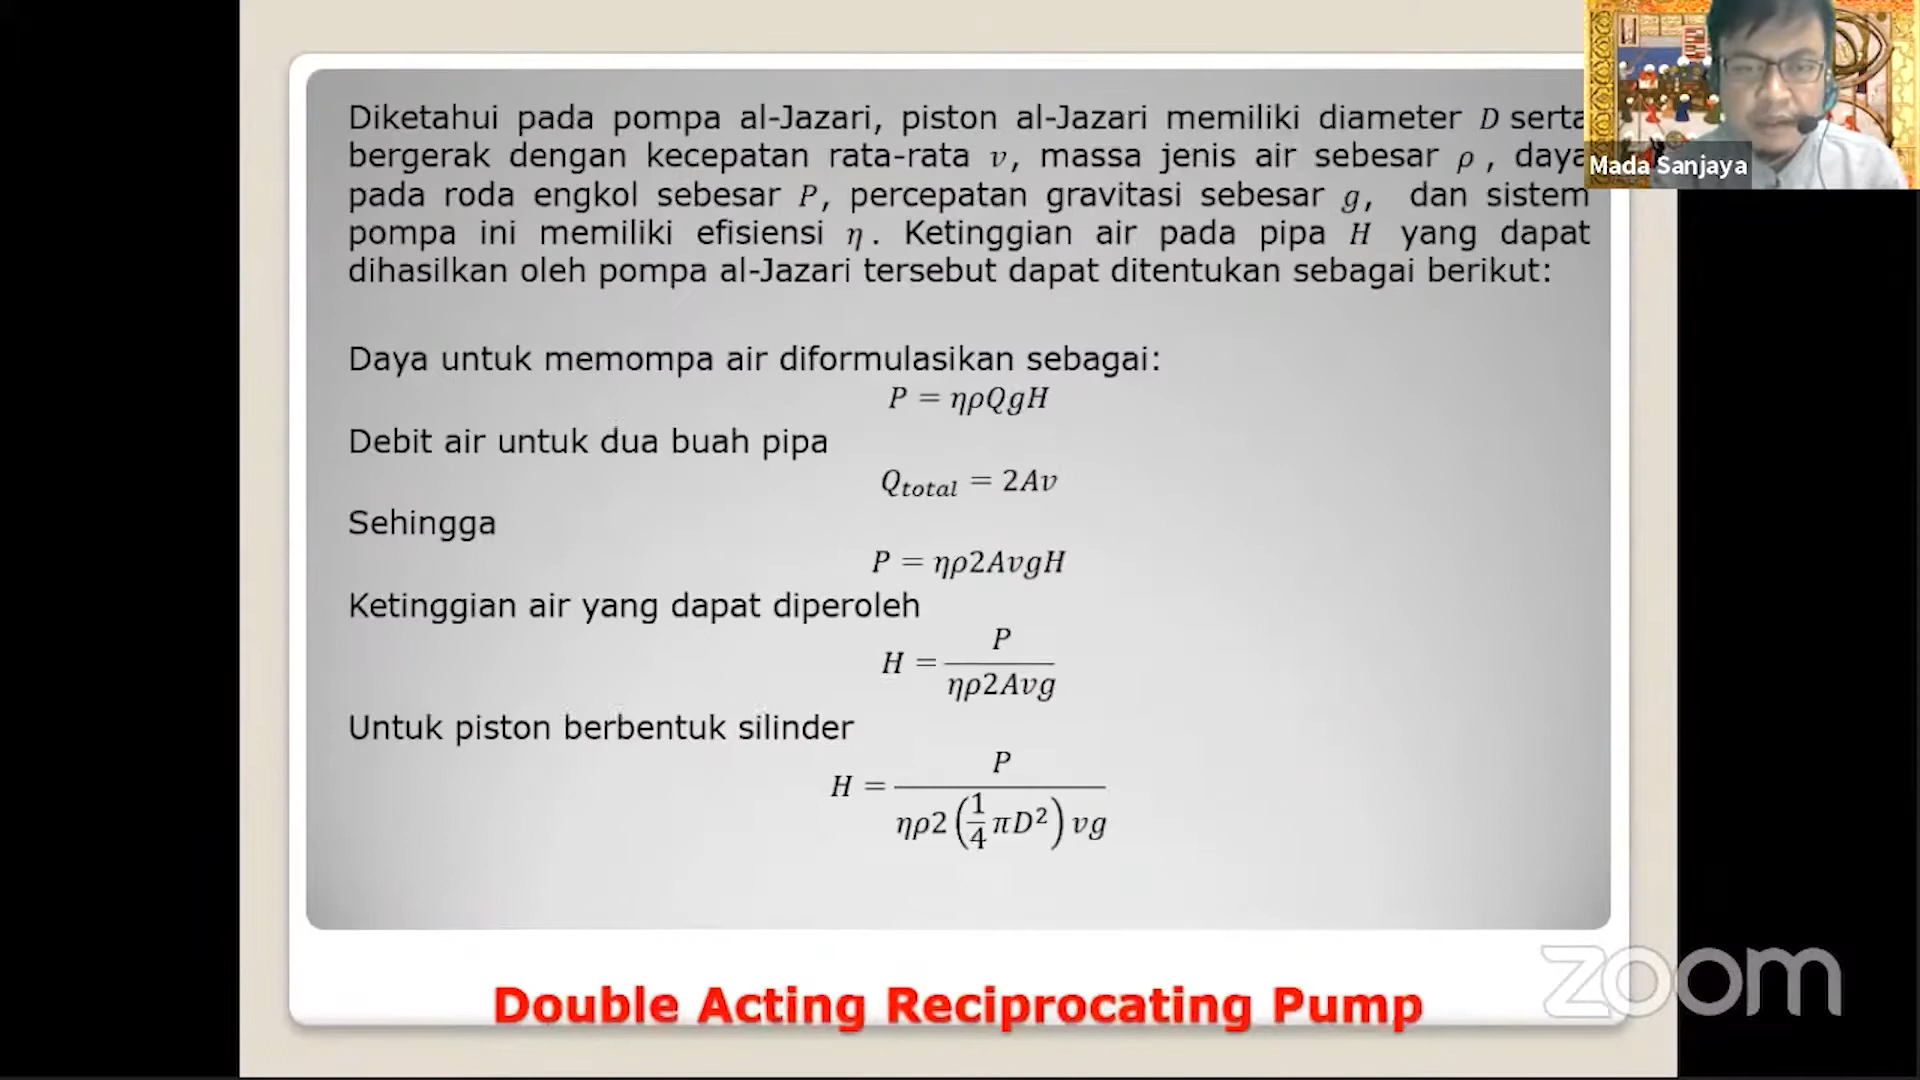 Diketahui pada pompa al-Jazari, piston al-Jazari memiliki diameter D serta
bergerak dengan kecepatan rata-rata v, massa jenis air sebesar ρ , daya
pada roda engkol sebesar P, percepatan gravitasi sebesar g, dan sistem
pompa ini memiliki efisiensi η . Ketinggian air pada pipa H yang dapat
dihasilkan oleh pompa al-Jazari tersebut dapat ditentukan sebagai berikut:
Daya untuk memompa air diformulasikan sebagai:
P = ηρQgH
Debit air untuk dua buah pipa
Q_total = 2Av
Sehingga
P = ηρ2AvgH
Ketinggian air yang dapat diperoleh
H = P / ηρ2Avg
Untuk piston berbentuk silinder
H = P / ηρ2(1/4 πD²)vg
Double Acting Reciprocating Pump
Mada Sanjaya
zoom